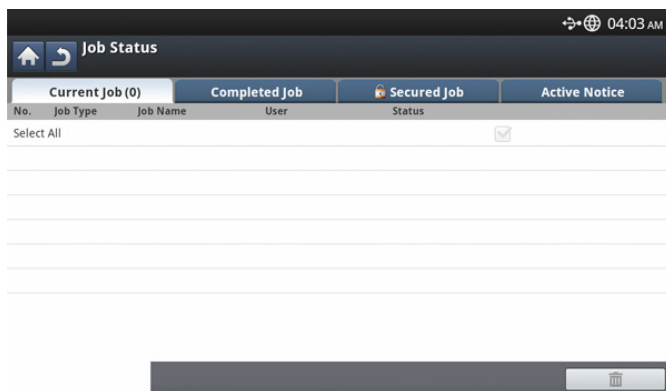 04:03 AM
Job Status
Current Job (0) Completed Job Secured Job Active Notice
No. Job Type Job Name User Status
Select All